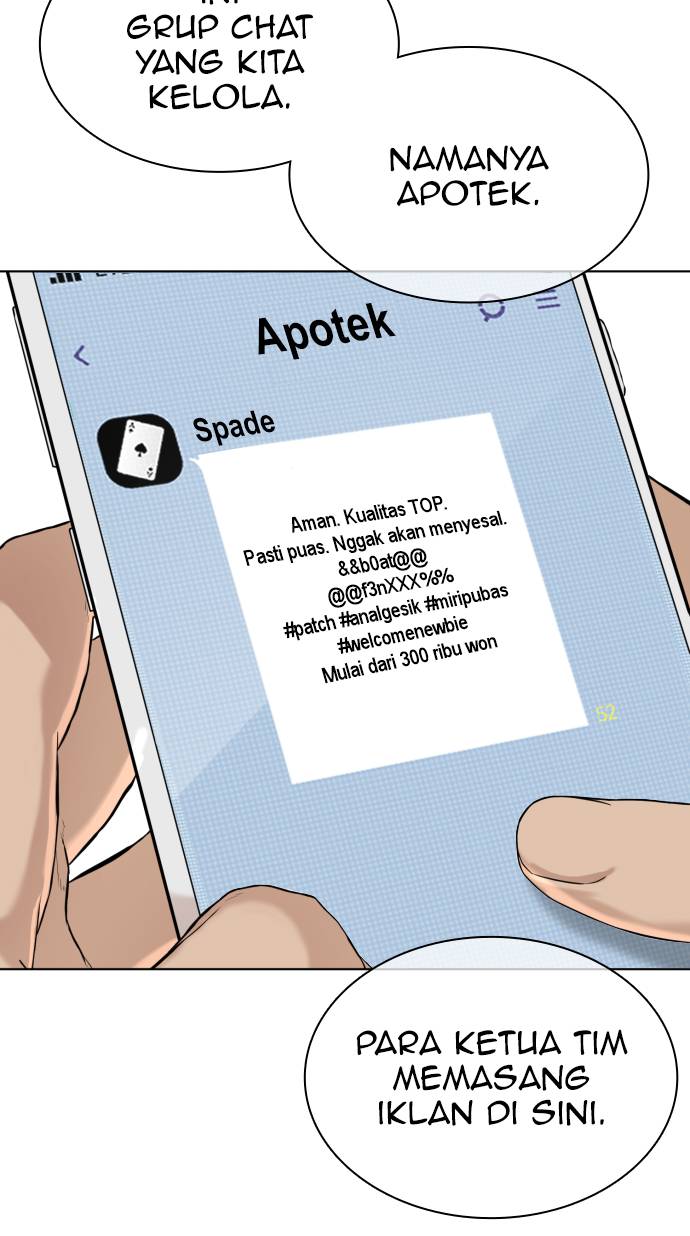 GRUP CHAT
YANG KITA
KELOLA.
NAMANYA
APOTEK.
Apotek
Spade
Aman. Kualitas TOP.
Pasti puas. Nggak akan menyesal.
&&b0at@@
@@f3nXXX%%
#patch #analgesik #miripubas
#welcomenewbie
Mulai dari 300 ribu won
52
PARA KETUA TIM
MEMASANG
IKLAN DI SINI.